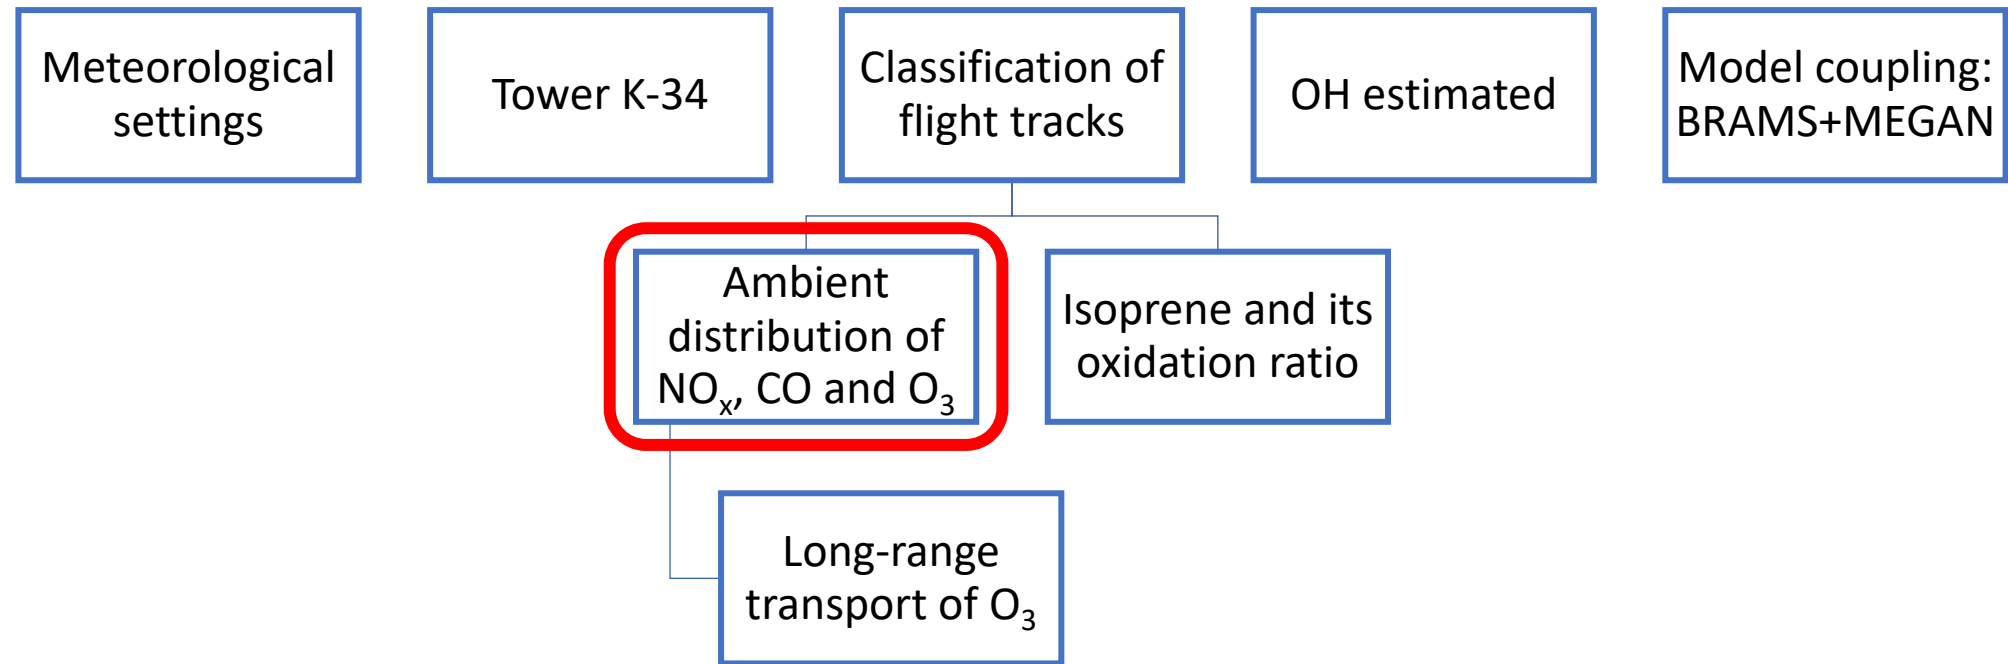 Meteorological
settings
Tower K-34
Classification of
flight tracks
OH estimated
Model coupling:
BRAMS+MEGAN
Ambient
distribution of
NOₓ, CO and O₃
Isoprene and its
oxidation ratio
Long-range
transport of O₃